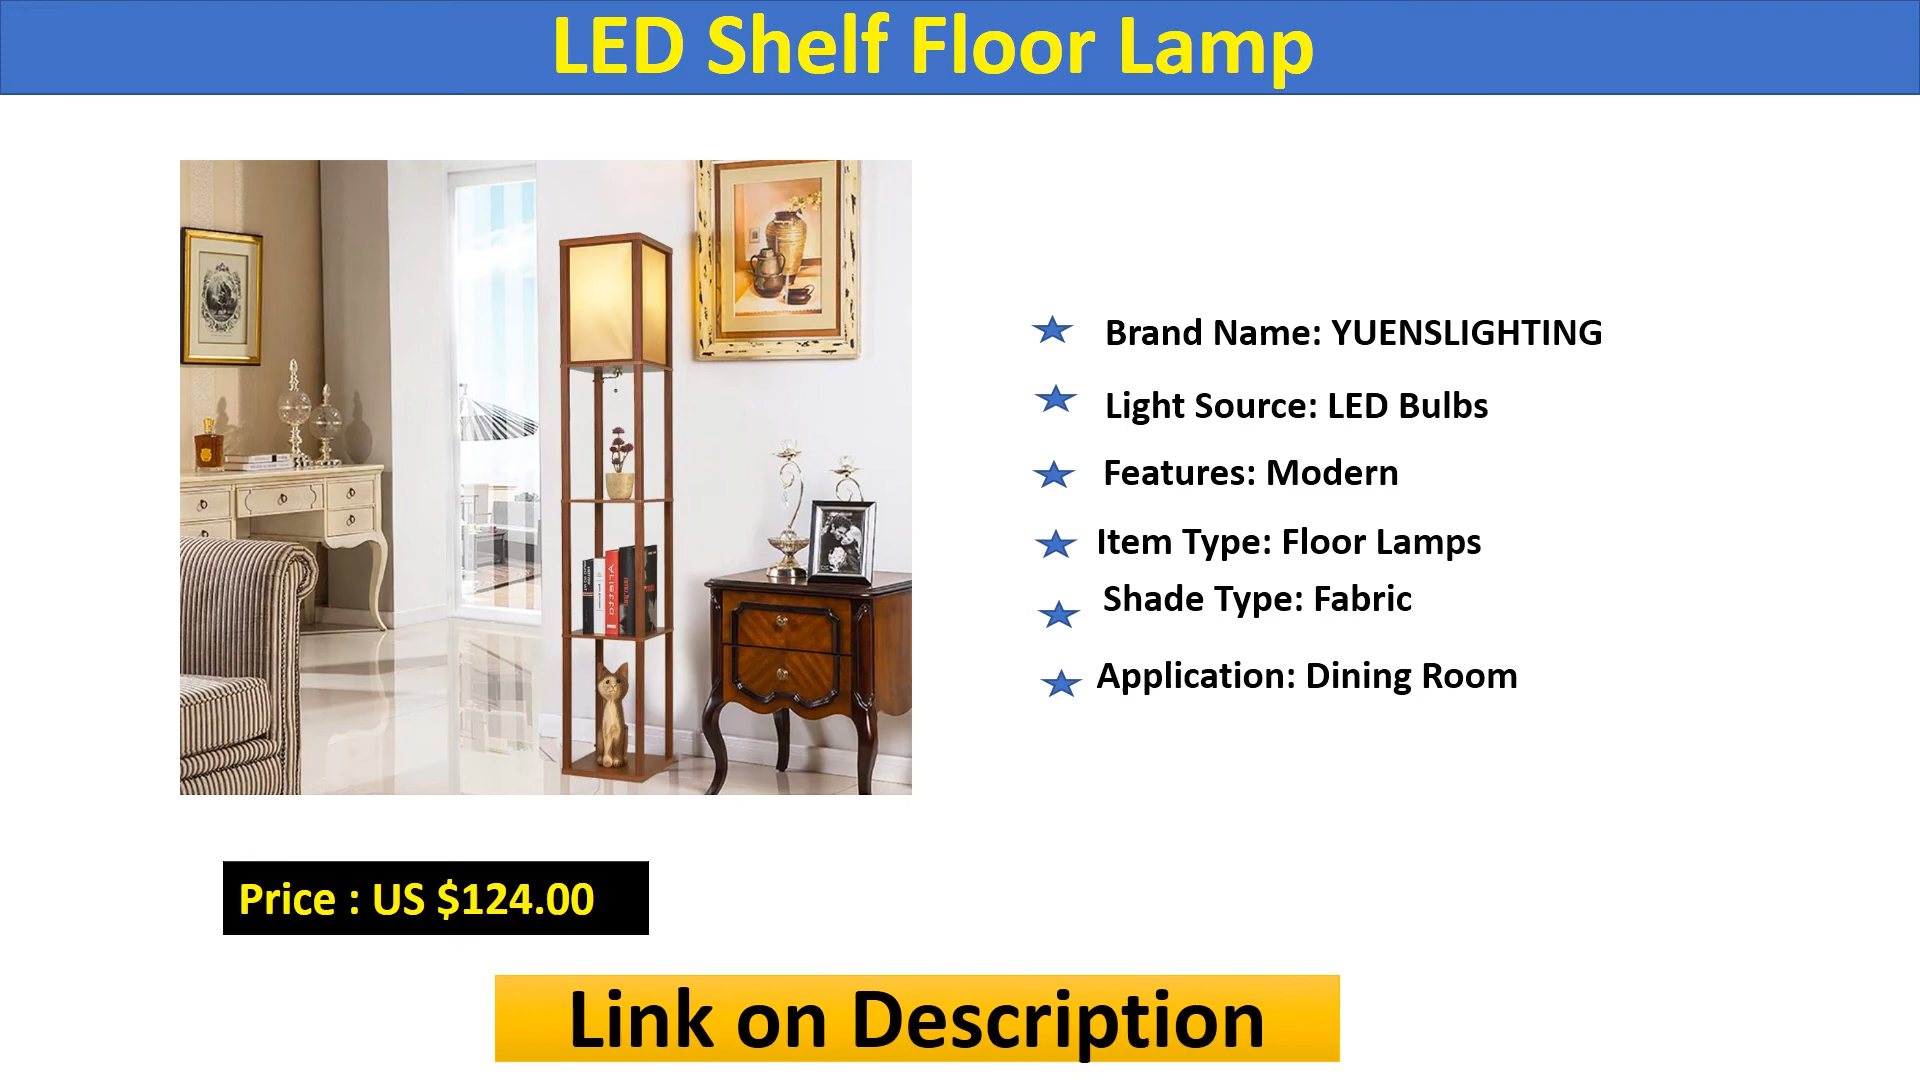 LED Shelf Floor Lamp
Brand Name: YUENSLIGHTING
Light Source: LED Bulbs
Features: Modern
Item Type: Floor Lamps
Shade Type: Fabric
Application: Dining Room
Price : US $124.00
Link on Description